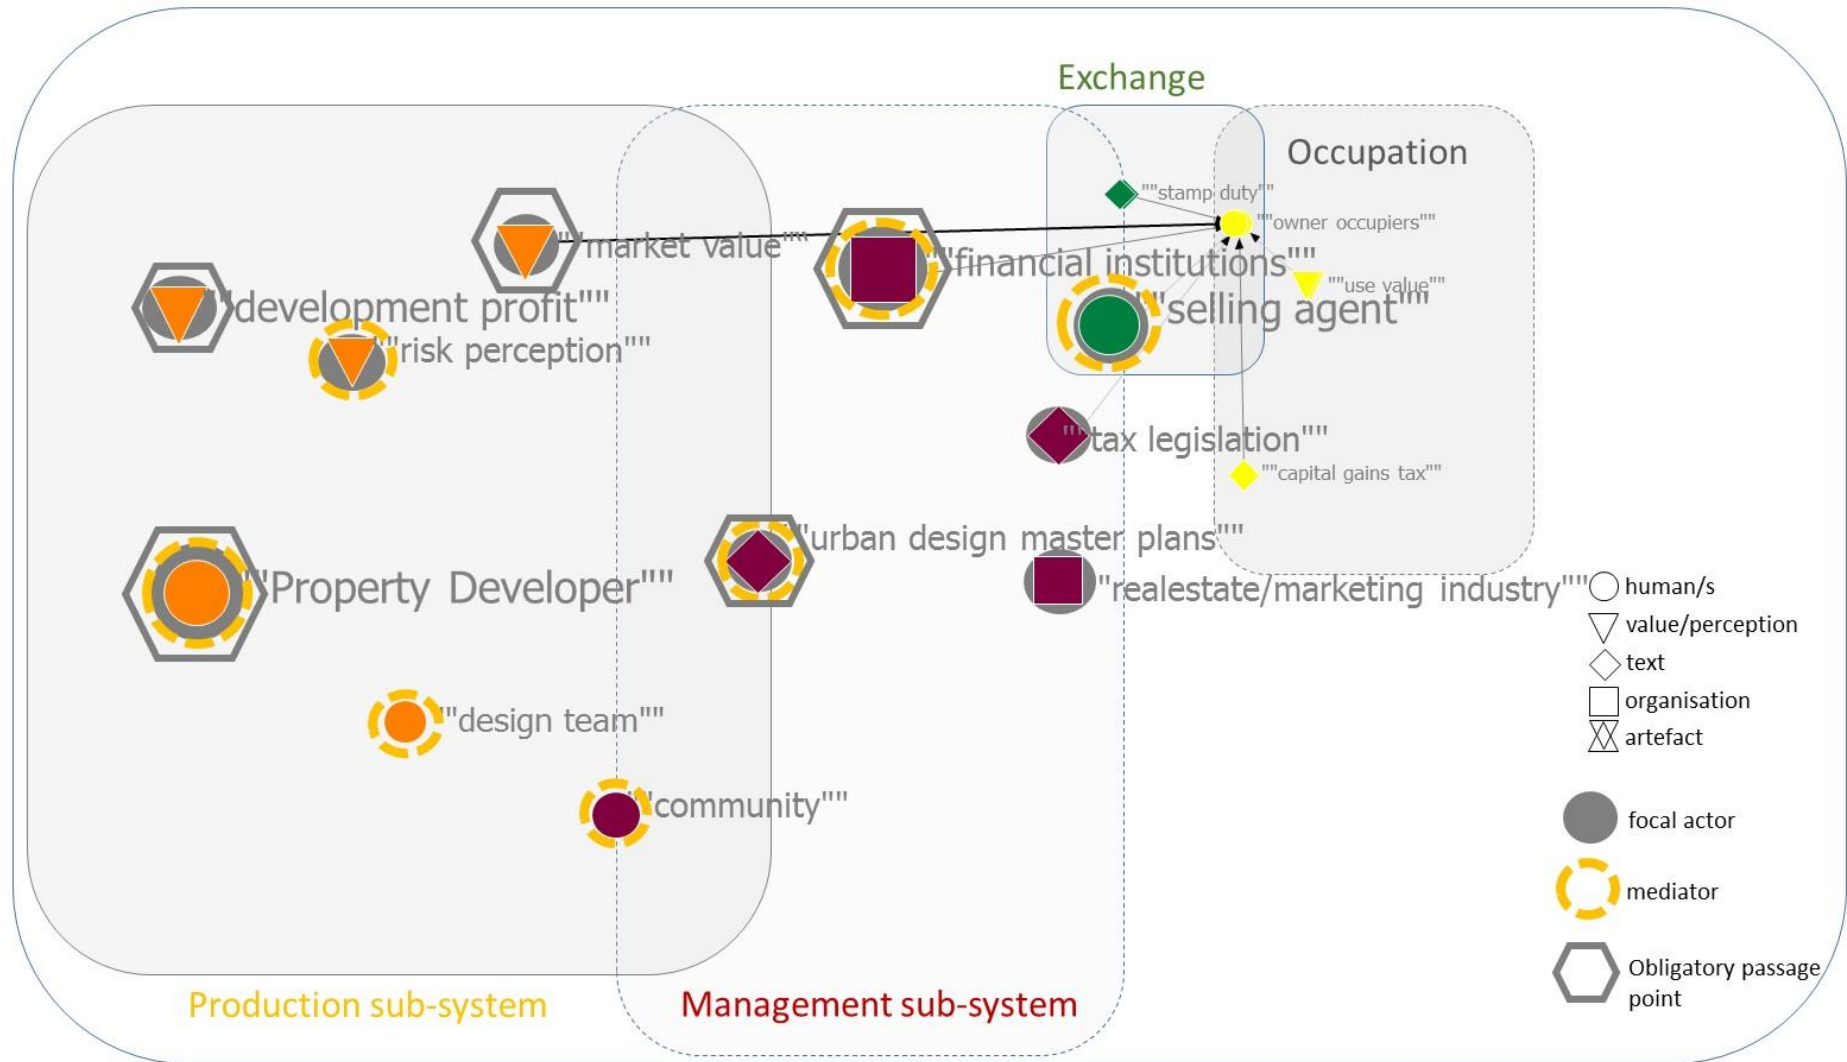 Exchange
Occupation
""stamp duty""
""owner occupiers""
""market value""
""financial institutions""
""use value""
""development profit""
""selling agent""
""risk perception""
""tax legislation""
""capital gains tax""
""urban design master plans""
""Property Developer""
"realestate/marketing industry""
""design team""
""community""
human/s
value/perception
text
organisation
artefact
focal actor
mediator
Obligatory passage
point
Production sub-system
Management sub-system